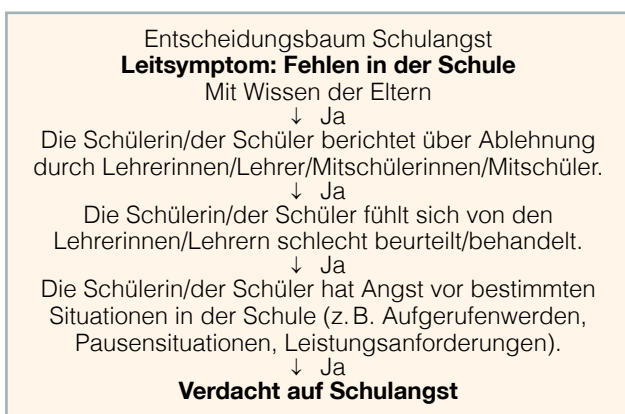 Entscheidungsbaum Schulangst
Leitsymptom: Fehlen in der Schule
Mit Wissen der Eltern
↓ Ja
Die Schülerin/der Schüler berichtet über Ablehnung
durch Lehrerinnen/Lehrer/Mitschülerinnen/Mitschüler.
↓ Ja
Die Schülerin/der Schüler fühlt sich von den
Lehrerinnen/Lehrern schlecht beurteilt/behandelt.
↓ Ja
Die Schülerin/der Schüler hat Angst vor bestimmten
Situationen in der Schule (z. B. Aufgerufenwerden,
Pausensituationen, Leistungsanforderungen).
↓ Ja
Verdacht auf Schulangst